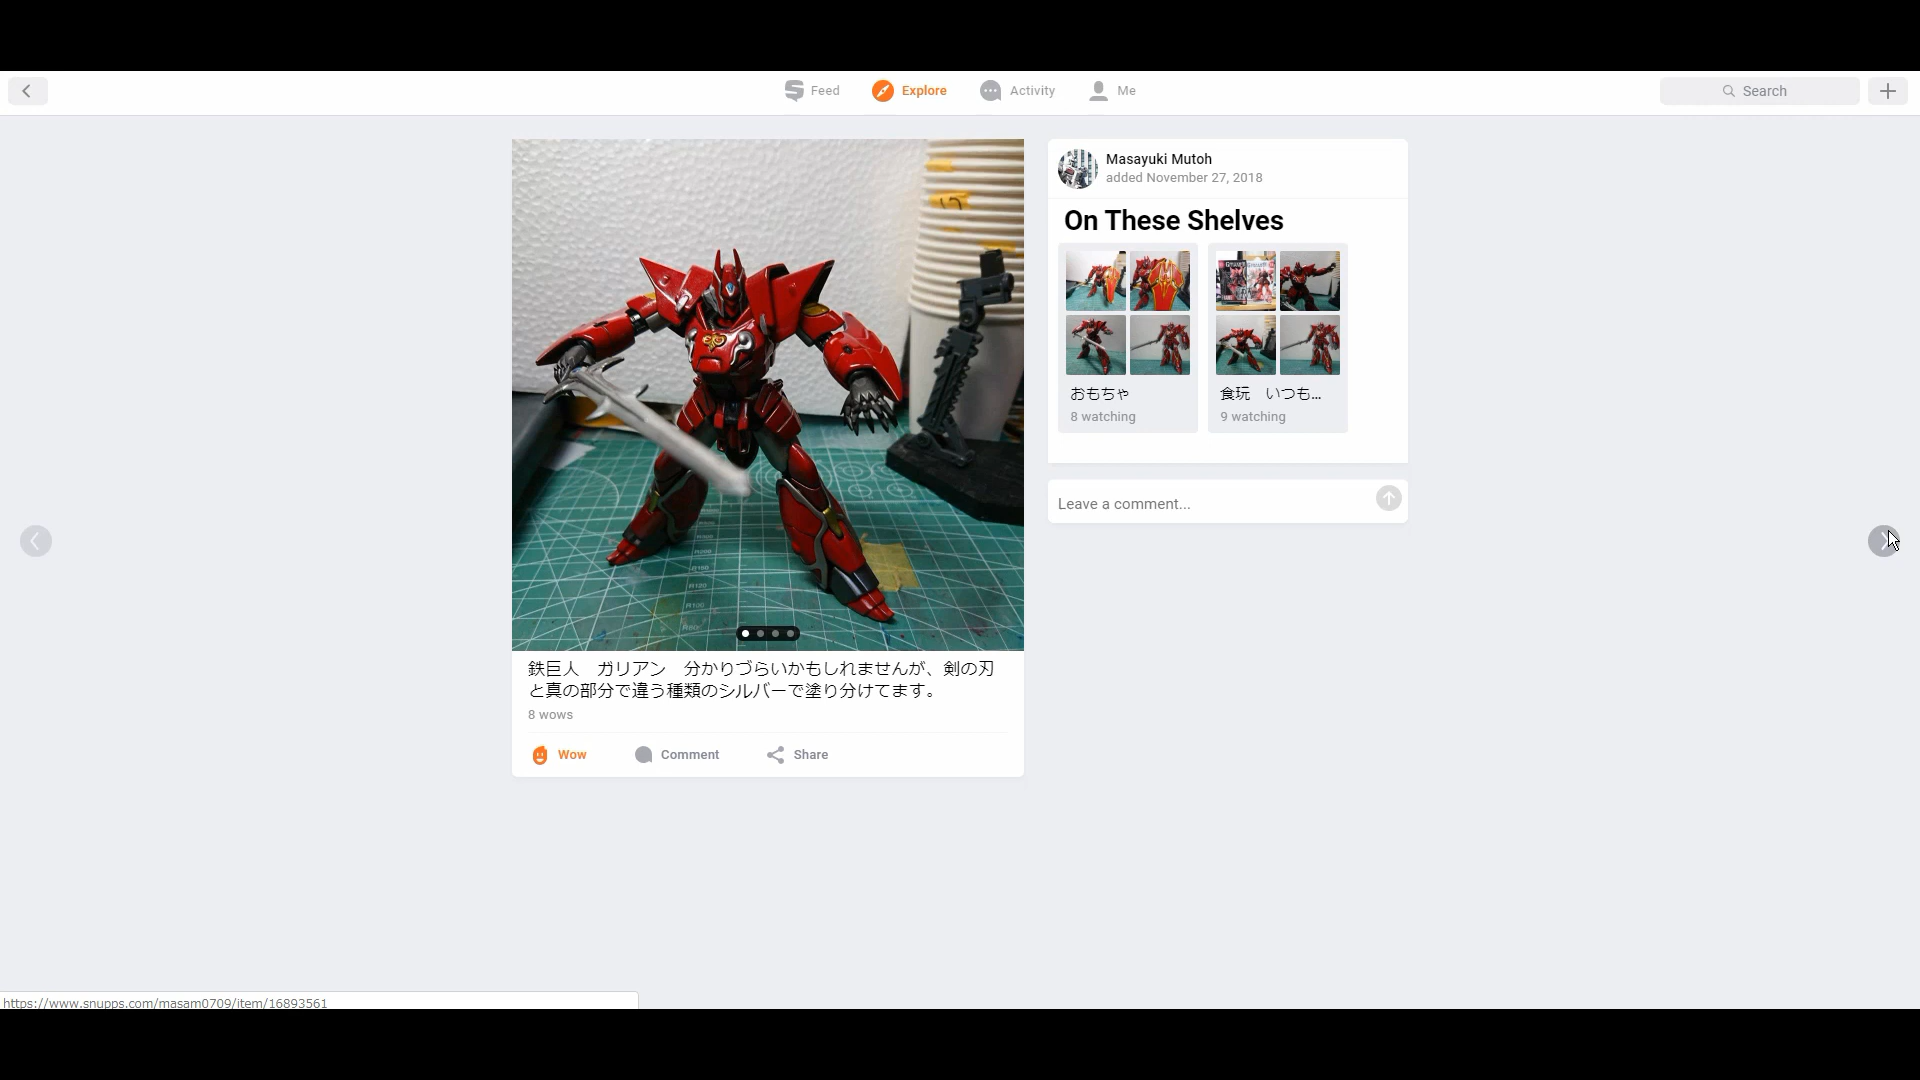 Feed
Explore
Activity
Me
Search
Masayuki Mutoh
added November 27, 2018
On These Shelves
おもちゃ
8 watching
食玩　いつも...
9 watching
Leave a comment...
R200
R150
R120
R100
鉄巨人　ガリアン　分かりづらいかもしれませんが、剣の刃
と真の部分で違う種類のシルバーで塗り分けてます。
8 wows
Wow
Comment
Share
https://www.snupps.com/masam0709/item/16893561